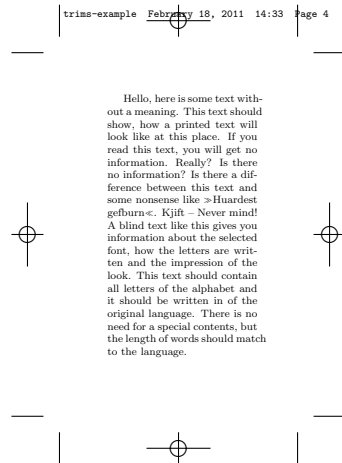 trims-example February 18, 2011 14:33 Page 4
Hello, here is some text with-
out a meaning. This text should
show, how a printed text will
look like at this place. If you
read this text, you will get no
information. Really? Is there
no information? Is there a dif-
ference between this text and
some nonsense like ≫Huardest
gefburn≪. Kjift – Never mind!
A blind text like this gives you
information about the selected
font, how the letters are writ-
ten and the impression of the
look. This text should contain
all letters of the alphabet and
it should be written in of the
original language. There is no
need for a special contents, but
the length of words should match
to the language.